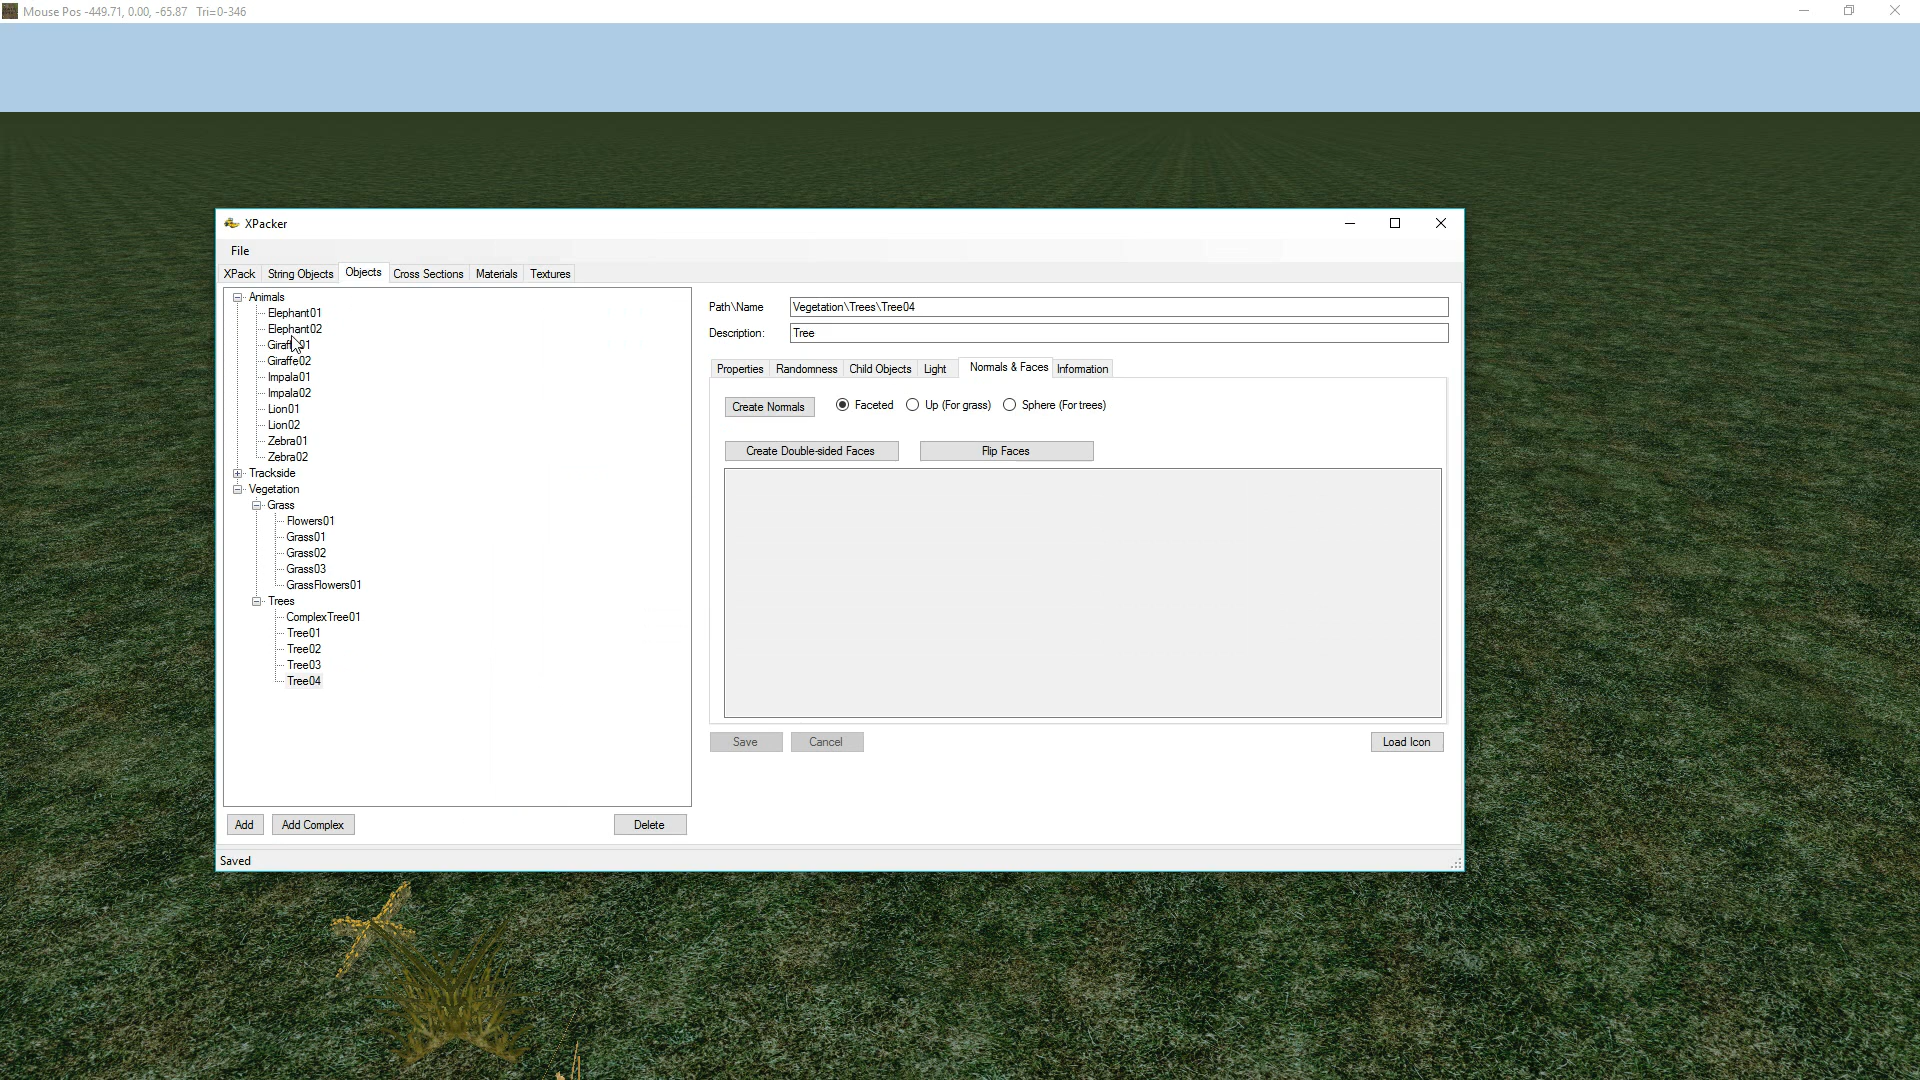 Mouse Pos -449.71, 0.00, -65.87 Tri=0-346
XPacker
File
XPack String Objects Objects Cross Sections Materials Textures
Animals
Elephant01
Elephant02
Giraffe02
Impala01
Impala02
Lion01
Lion02
Zebra01
Zebra02
Trackside
Vegetation
Grass
Flowers01
Grass01
Grass02
Grass03
GrassFlowers01
Trees
ComplexTree01
Tree01
Tree02
Tree03
Tree04
Add Add Complex Delete
Path\Name Vegetation\Trees\Tree04
Description: Tree
Properties Randomness Child Objects Light Normals & Faces Information
Create Normals Faceted Up (For grass) Sphere (For trees)
Create Double-sided Faces Flip Faces
Save Cancel Load Icon
Saved